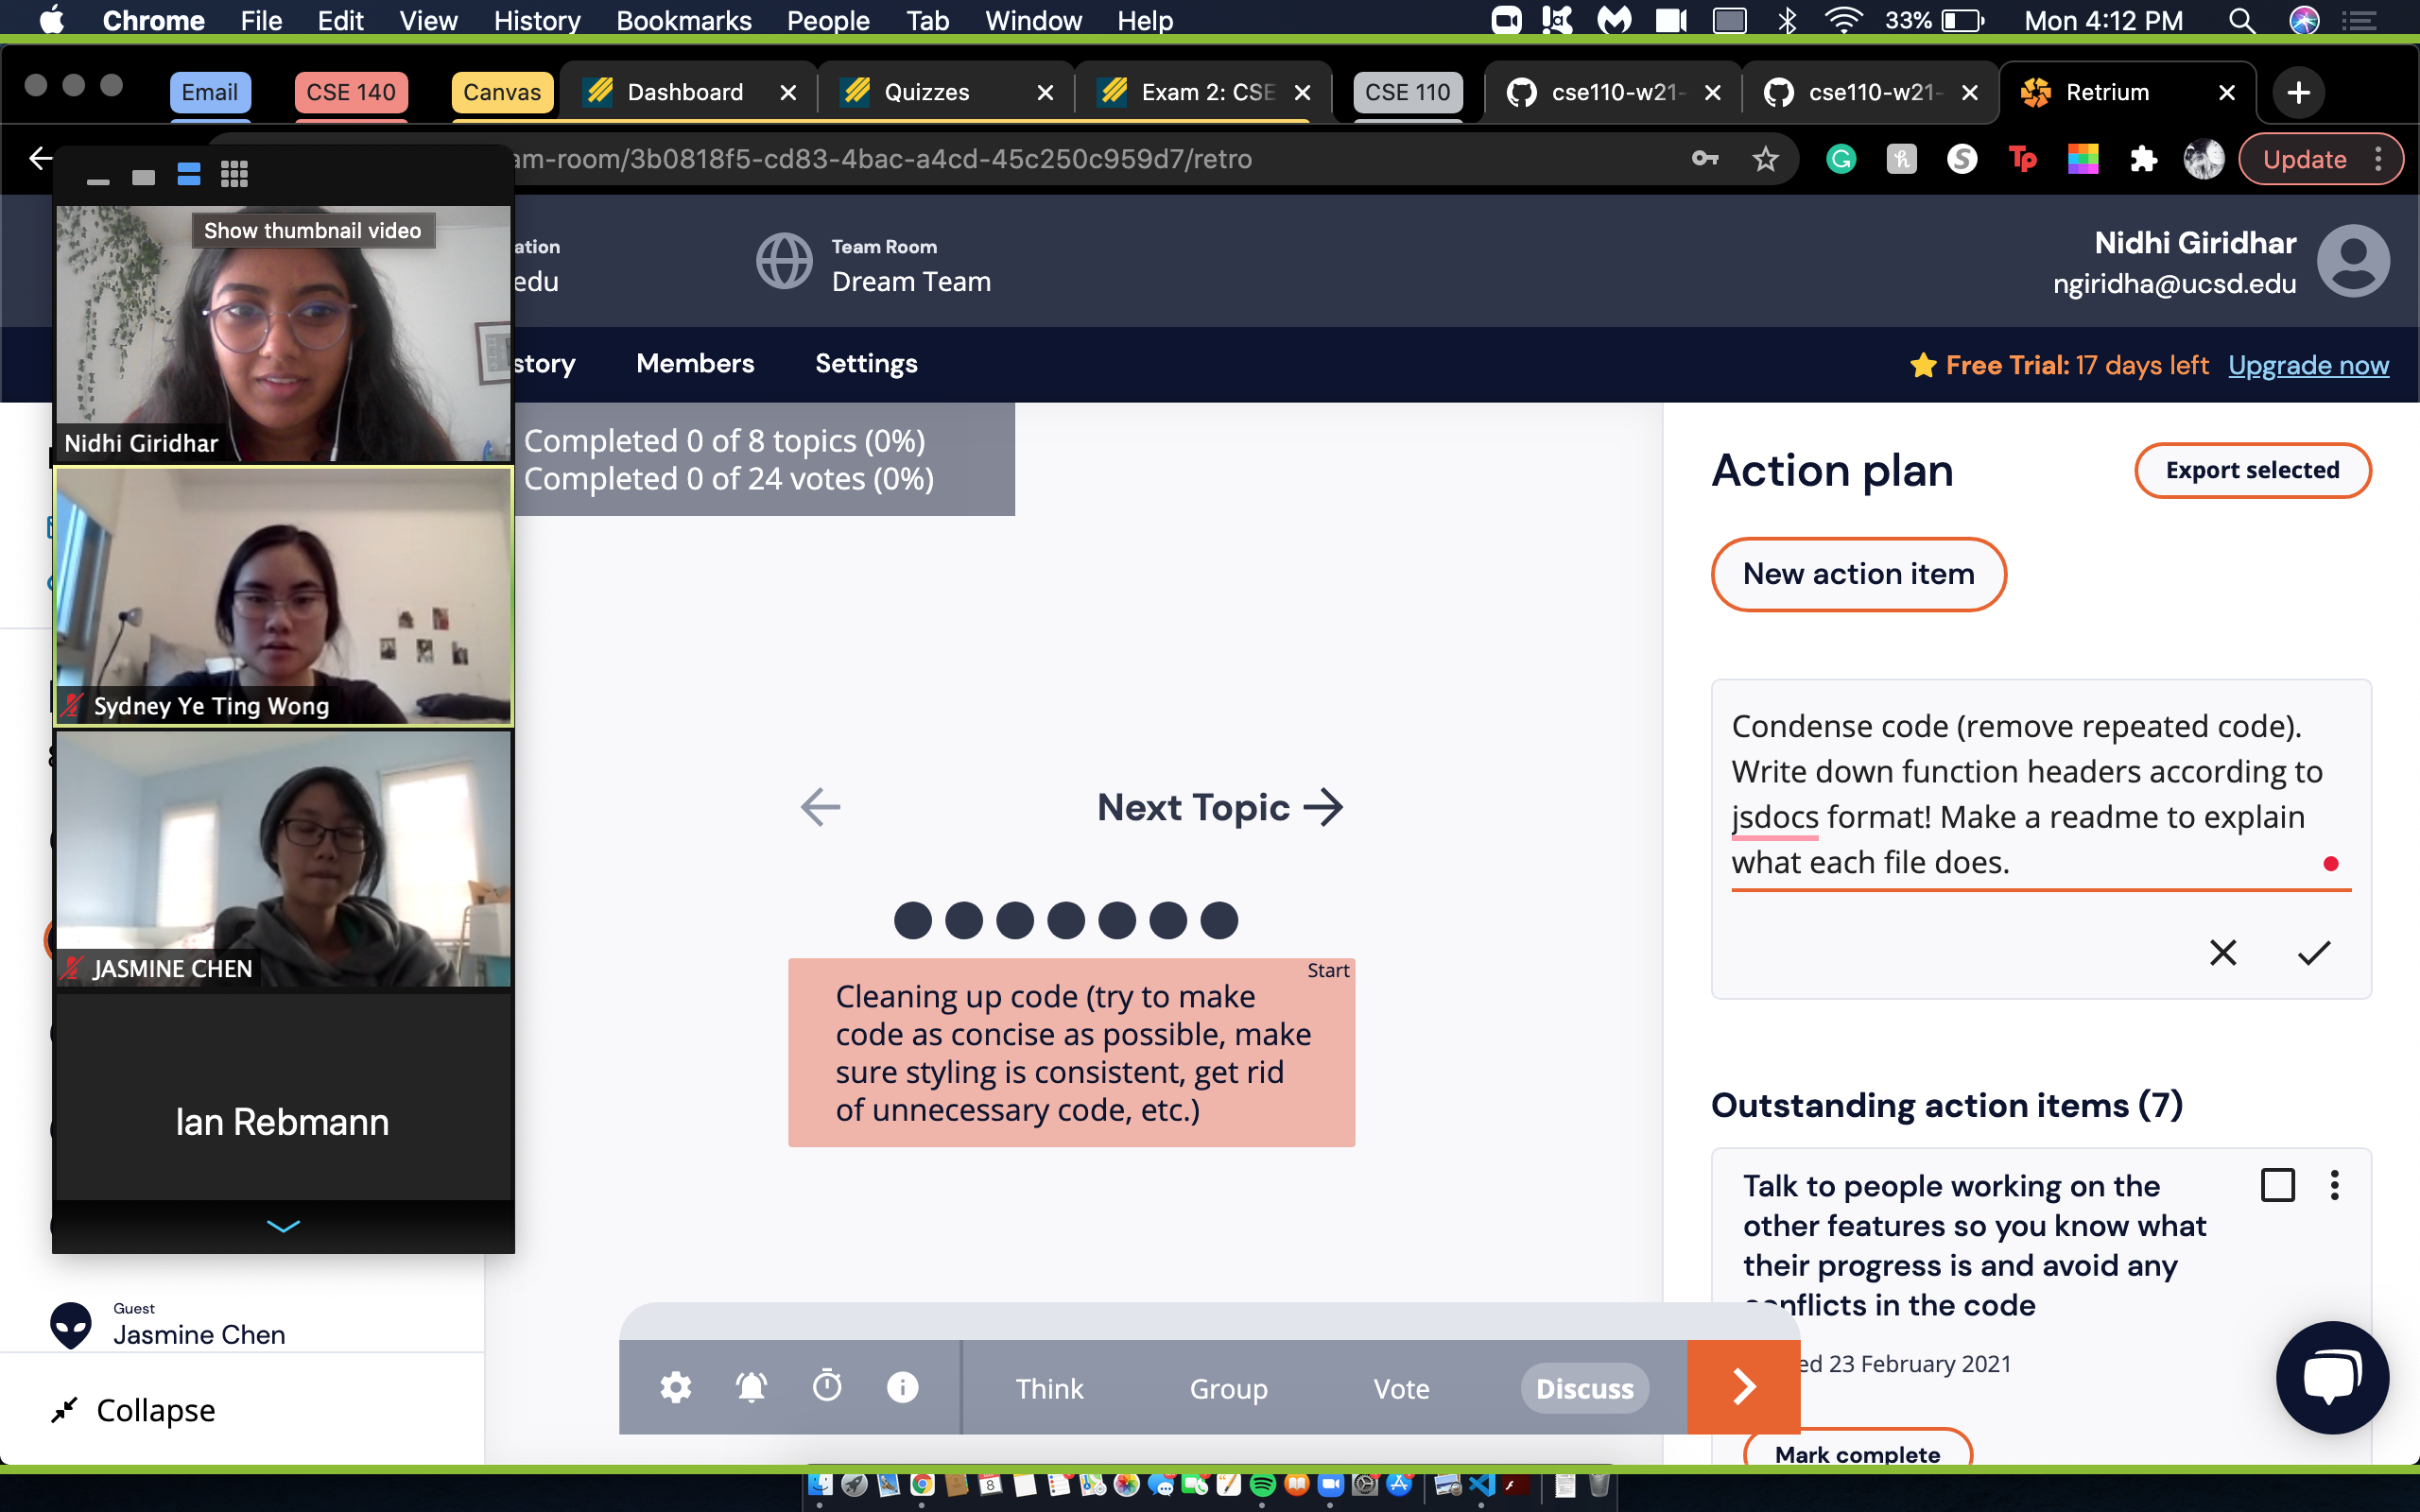 Chrome File Edit View History Bookmarks People Tab Window Help
33% Mon 4:12 PM
Email CSE 140 Canvas Dashboard Quizzes Exam 2: CSE CSE 110 cse110-w21- cse110-w21- Retrium
am-room/3b0818f5-cd83-4bac-a4cd-45c250c959d7/retro
Update
Show thumbnail video
Nidhi Giridhar
Sydney Ye Ting Wong
JASMINE CHEN
Ian Rebmann
ation
edu
Team Room
Dream Team
Nidhi Giridhar
ngiridha@ucsd.edu
story Members Settings
Free Trial: 17 days left Upgrade now
Completed 0 of 8 topics (0%)
Completed 0 of 24 votes (0%)
Next Topic
Start
Cleaning up code (try to make
code as concise as possible, make
sure styling is consistent, get rid
of unnecessary code, etc.)
Action plan
Export selected
New action item
Condense code (remove repeated code).
Write down function headers according to
jsdocs format! Make a readme to explain
what each file does.
Outstanding action items (7)
Talk to people working on the
other features so you know what
their progress is and avoid any
conflicts in the code
ed 23 February 2021
Mark complete
Guest
Jasmine Chen
Collapse
Think Group Vote Discuss
8